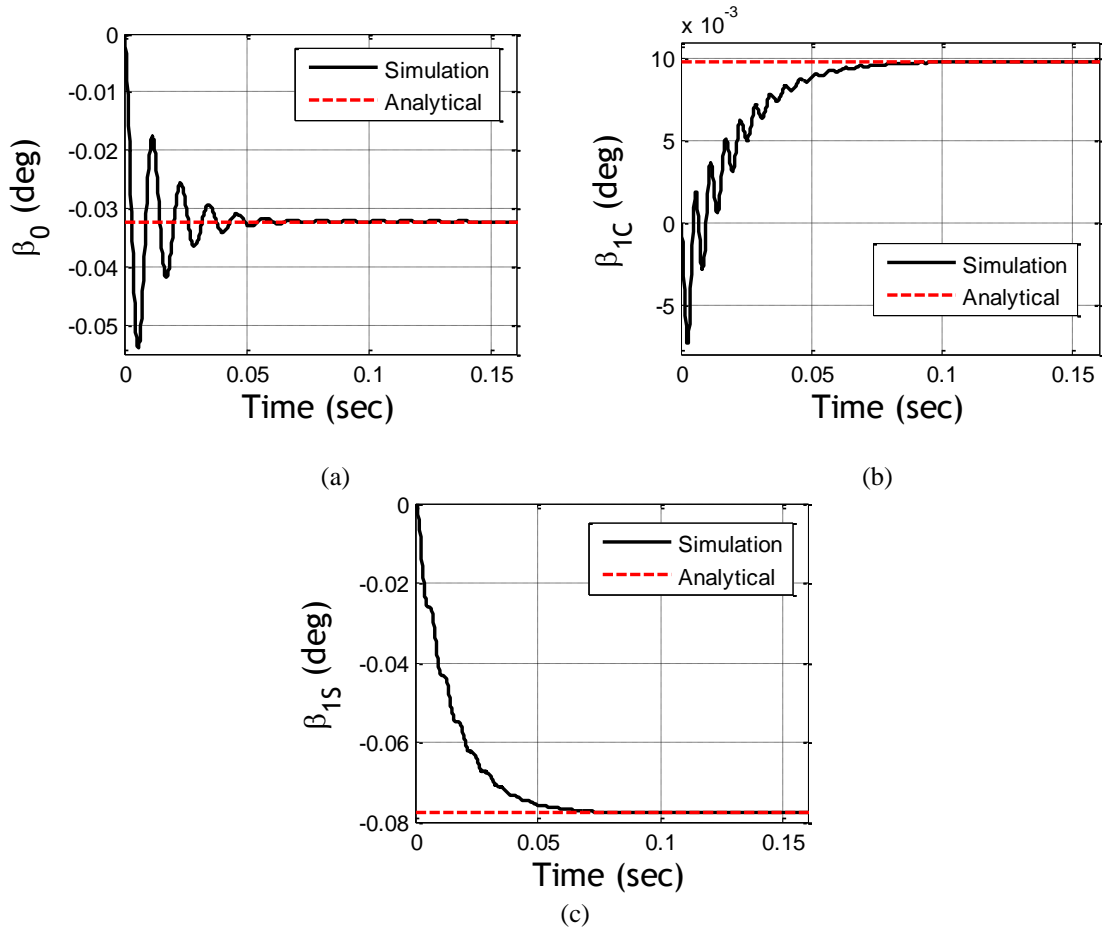 0
-0.01
-0.02
-0.03
-0.04
-0.05
β0 (deg)
Simulation
Analytical
0 0.05 0.1 0.15
Time (sec)
(a)
x 10-3
10
5
0
-5
β1C (deg)
Simulation
Analytical
0 0.05 0.1 0.15
Time (sec)
(b)
0
-0.02
-0.04
-0.06
-0.08
β1S (deg)
Simulation
Analytical
0 0.05 0.1 0.15
Time (sec)
(c)